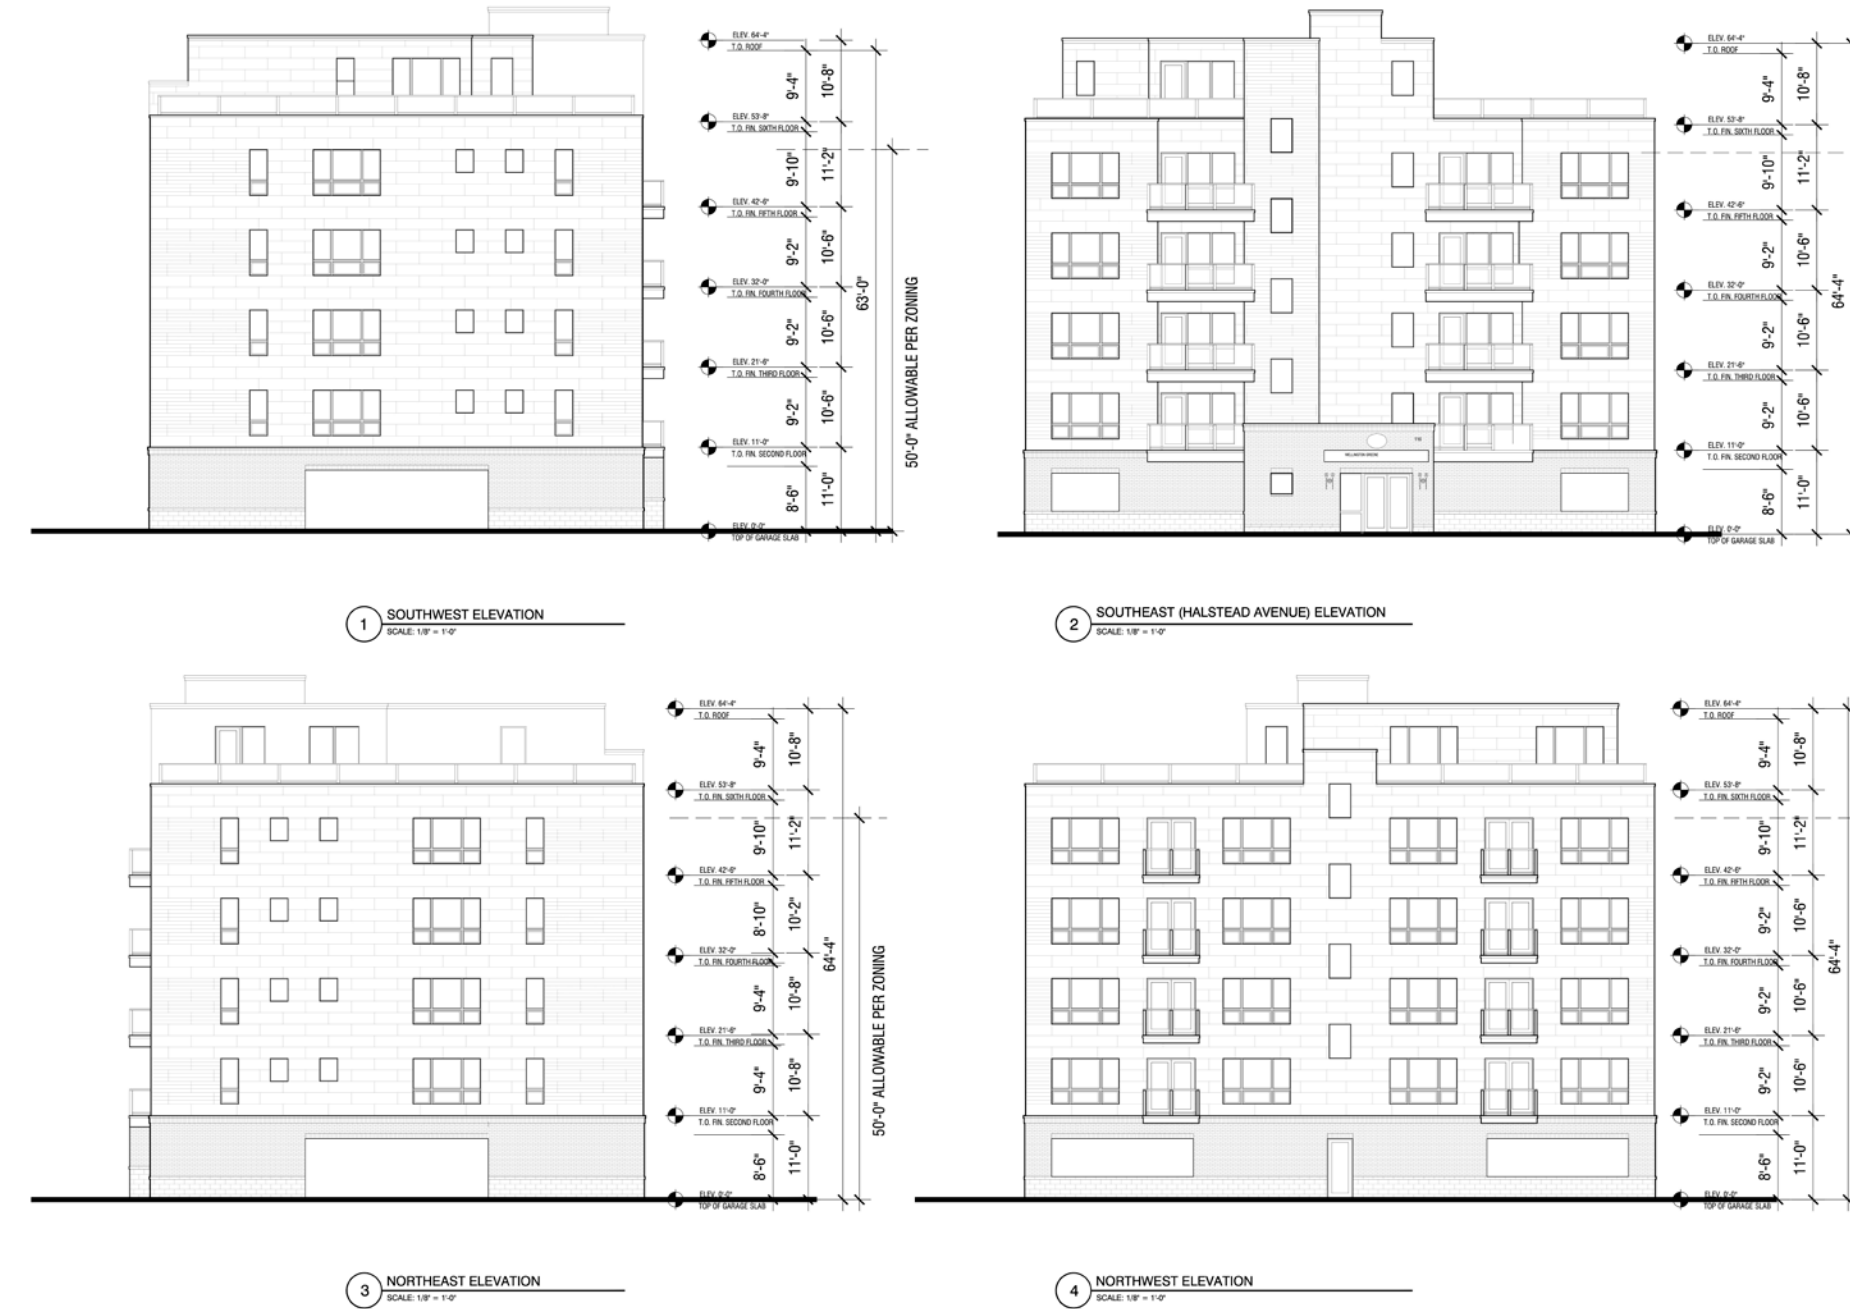 ELEV. 64'-4"
T.O. ROOF
ELEV. 53'-8"
T.O. FIN. SIXTH FLOOR
ELEV. 42'-6"
T.O. FIN. FIFTH FLOOR
ELEV. 32'-0"
T.O. FIN. FOURTH FLOOR
ELEV. 21'-6"
T.O. FIN. THIRD FLOOR
ELEV. 11'-0"
T.O. FIN. SECOND FLOOR
ELEV. 0'-0"
TOP OF GARAGE SLAB
9'-4"
9'-10"
9'-2"
9'-2"
9'-2"
8'-6"
10'-8"
11'-2"
10'-6"
10'-6"
10'-6"
11'-0"
63'-0"
50'-0" ALLOWABLE PER ZONING
1
SOUTHWEST ELEVATION
SCALE: 1/8" = 1'-0"
WELLINGTON GREENE
ELEV. 64'-4"
T.O. ROOF
ELEV. 53'-8"
T.O. FIN. SIXTH FLOOR
ELEV. 42'-6"
T.O. FIN. FIFTH FLOOR
ELEV. 32'-0"
T.O. FIN. FOURTH FLOOR
ELEV. 21'-6"
T.O. FIN. THIRD FLOOR
ELEV. 11'-0"
T.O. FIN. SECOND FLOOR
ELEV. 0'-0"
TOP OF GARAGE SLAB
9'-4"
9'-10"
9'-2"
9'-2"
9'-2"
8'-6"
10'-8"
11'-2"
10'-6"
10'-6"
10'-6"
11'-0"
64'-4"
2
SOUTHEAST (HALSTEAD AVENUE) ELEVATION
SCALE: 1/8" = 1'-0"
ELEV. 64'-4"
T.O. ROOF
ELEV. 53'-8"
T.O. FIN. SIXTH FLOOR
ELEV. 42'-6"
T.O. FIN. FIFTH FLOOR
ELEV. 32'-0"
T.O. FIN. FOURTH FLOOR
ELEV. 21'-6"
T.O. FIN. THIRD FLOOR
ELEV. 11'-0"
T.O. FIN. SECOND FLOOR
ELEV. 0'-0"
TOP OF GARAGE SLAB
9'-4"
9'-10"
8'-10"
9'-4"
9'-4"
8'-6"
10'-8"
11'-2"
10'-2"
10'-8"
10'-8"
11'-0"
64'-4"
50'-0" ALLOWABLE PER ZONING
3
NORTHEAST ELEVATION
SCALE: 1/8" = 1'-0"
ELEV. 64'-4"
T.O. ROOF
ELEV. 53'-8"
T.O. FIN. SIXTH FLOOR
ELEV. 42'-6"
T.O. FIN. FIFTH FLOOR
ELEV. 32'-0"
T.O. FIN. FOURTH FLOOR
ELEV. 21'-6"
T.O. FIN. THIRD FLOOR
ELEV. 11'-0"
T.O. FIN. SECOND FLOOR
ELEV. 0'-0"
TOP OF GARAGE SLAB
9'-4"
9'-10"
9'-2"
9'-2"
9'-2"
8'-6"
10'-8"
11'-2"
10'-6"
10'-6"
10'-6"
11'-0"
64'-4"
4
NORTHWEST ELEVATION
SCALE: 1/8" = 1'-0"